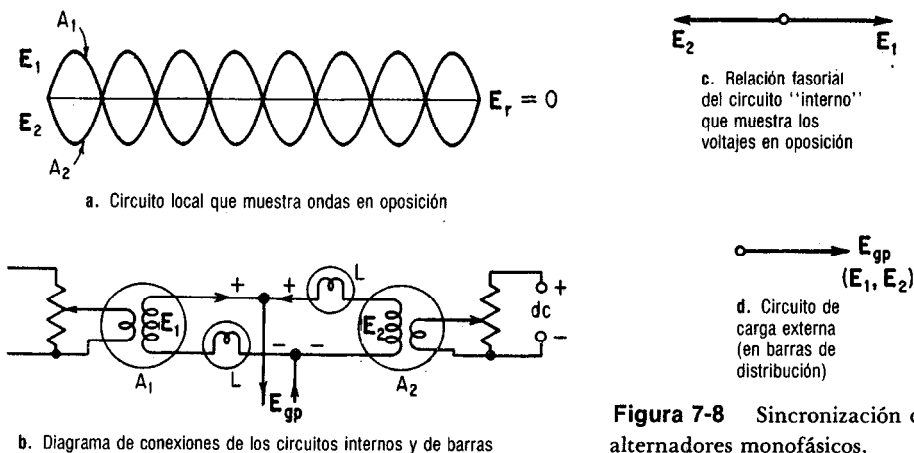 A₁
E₁
E₂
A₂
Eᵣ = 0
a. Circuito local que muestra ondas en oposición
E₂
E₁
c. Relación fasorial
del circuito "interno"
que muestra los
voltajes en oposición
+
+
L
E₁
E₂
+
dc
−
−
−
A₁
L
E_gp
A₂
b. Diagrama de conexiones de los circuitos internos y de barras
E_gp
(E₁, E₂)
d. Circuito de
carga externa
(en barras de
distribución)
Figura 7-8 Sincronización
alternadores monofásicos.